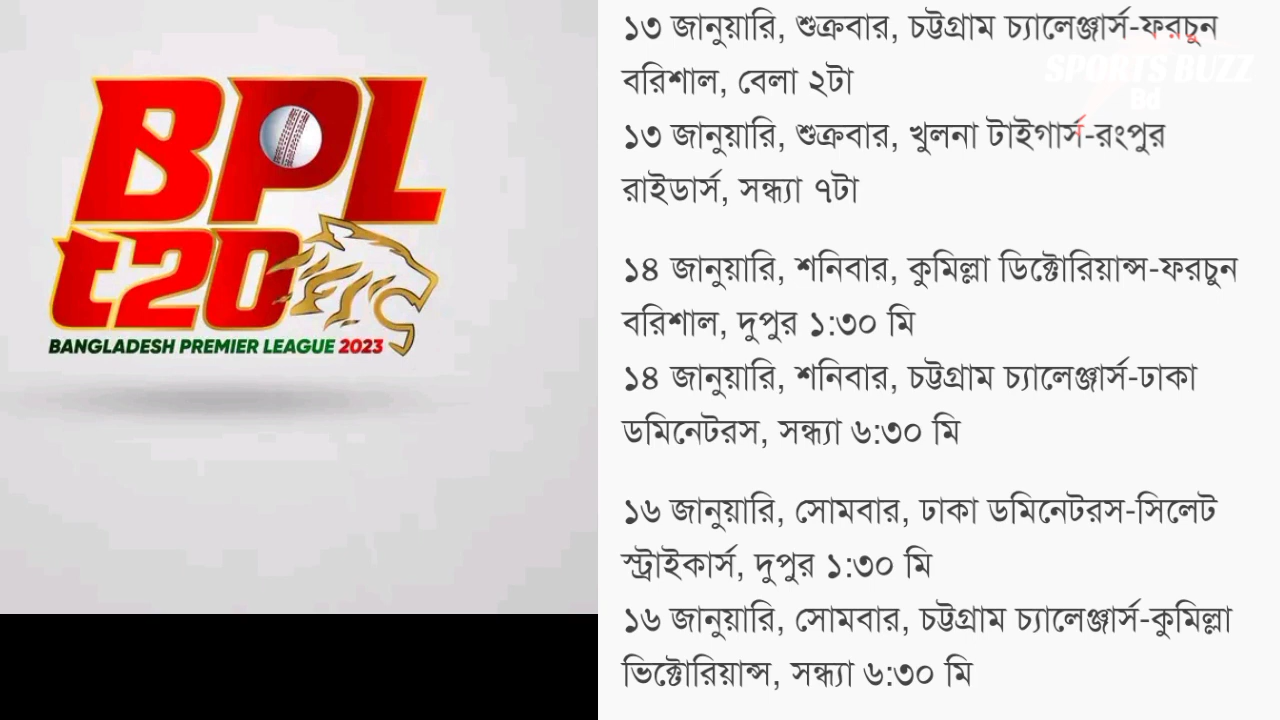 BPL
t20
BANGLADESH PREMIER LEAGUE 2023
১৩ জানুয়ারি, শুক্রবার, চট্টগ্রাম চ্যালেঞ্জার্স-ফরচুন
বরিশাল, বেলা ২টা
১৩ জানুয়ারি, শুক্রবার, খুলনা টাইগার্স-রংপুর
রাইডার্স, সন্ধ্যা ৭টা
১৪ জানুয়ারি, শনিবার, কুমিল্লা ডিক্টোরিয়ান্স-ফরচুন
বরিশাল, দুপুর ১:৩০ মি
১৪ জানুয়ারি, শনিবার, চট্টগ্রাম চ্যালেঞ্জার্স-ঢাকা
ডমিনেটরস, সন্ধ্যা ৬:৩০ মি
১৬ জানুয়ারি, সোমবার, ঢাকা ডমিনেটরস-সিলেট
স্ট্রাইকার্স, দুপুর ১:৩০ মি
১৬ জানুয়ারি, সোমবার, চট্টগ্রাম চ্যালেঞ্জার্স-কুমিল্লা
ভিক্টোরিয়ান্স, সন্ধ্যা ৬:৩০ মি
SPORTS BUZZ
Bd